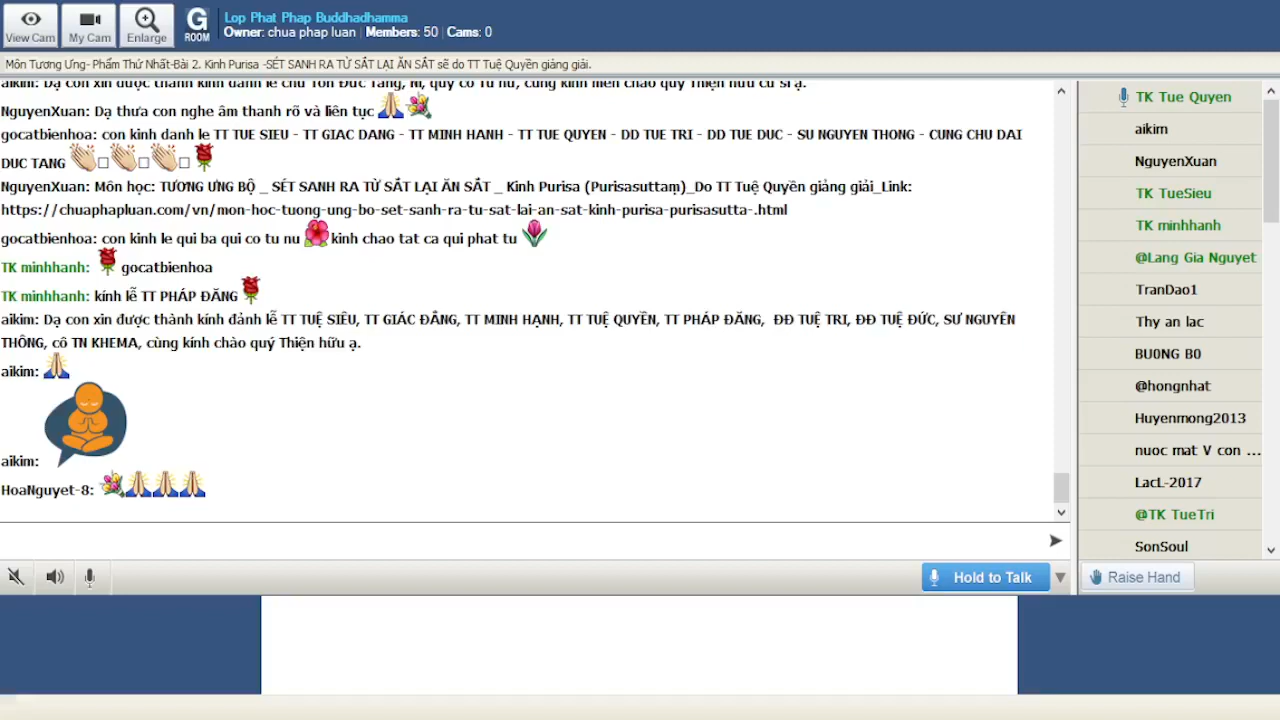 View Cam
My Cam
Enlarge
G
ROOM
Lop Phat Phap Buddhadhamma
Owner: chua phap luan | Members: 50 | Cams: 0
Môn Tương Ưng- Phẩm Thứ Nhất-Bài 2. Kinh Purisa -SÉT SANH RA TỪ SẮT LẠI ĂN SẮT sẽ do TT Tuệ Quyền giảng giải.
NguyenXuan: Dạ thưa con nghe âm thanh rõ và liên tục
gocatbienhoa: con kinh danh le TT TUE SIEU - TT GIAC DANG - TT MINH HANH - TT TUE QUYEN - DD TUE TRI - DD TUE DUC - SU NGUYEN THONG - CUNG CHU DAI
DUC TANG
NguyenXuan: Môn học: TƯƠNG ƯNG BỘ _ SÉT SANH RA TỪ SẮT LẠI ĂN SẮT _ Kinh Purisa (Purisasuttaṃ)_Do TT Tuệ Quyền giảng giải_Link:
https://chuaphapluan.com/vn/mon-hoc-tuong-ung-bo-set-sanh-ra-tu-sat-lai-an-sat-kinh-purisa-purisasutta-.html
gocatbienhoa: con kinh le qui ba qui co tu nu kinh chao tat ca qui phat tu
TK minhhanh: gocatbienhoa
TK minhhanh: kính lễ TT PHÁP ĐĂNG
aikim: Dạ con xin được thành kính đảnh lễ TT TUỆ SIÊU, TT GIÁC ĐẲNG, TT MINH HẠNH, TT TUỆ QUYỀN, TT PHÁP ĐĂNG, ĐĐ TUỆ TRI, ĐĐ TUỆ ĐỨC, SƯ NGUYÊN
THÔNG, cô TN KHEMA, cùng kính chào quý Thiện hữu ạ.
aikim:
aikim:
HoaNguyet-8:
Hold to Talk
TK Tue Quyen
aikim
NguyenXuan
TK TueSieu
TK minhhanh
@Lang Gia Nguyet
TranDao1
Thy an lac
BU0NG B0
@hongnhat
Huyenmong2013
nuoc mat V con ...
LacL-2017
@TK TueTri
SonSoul
Raise Hand